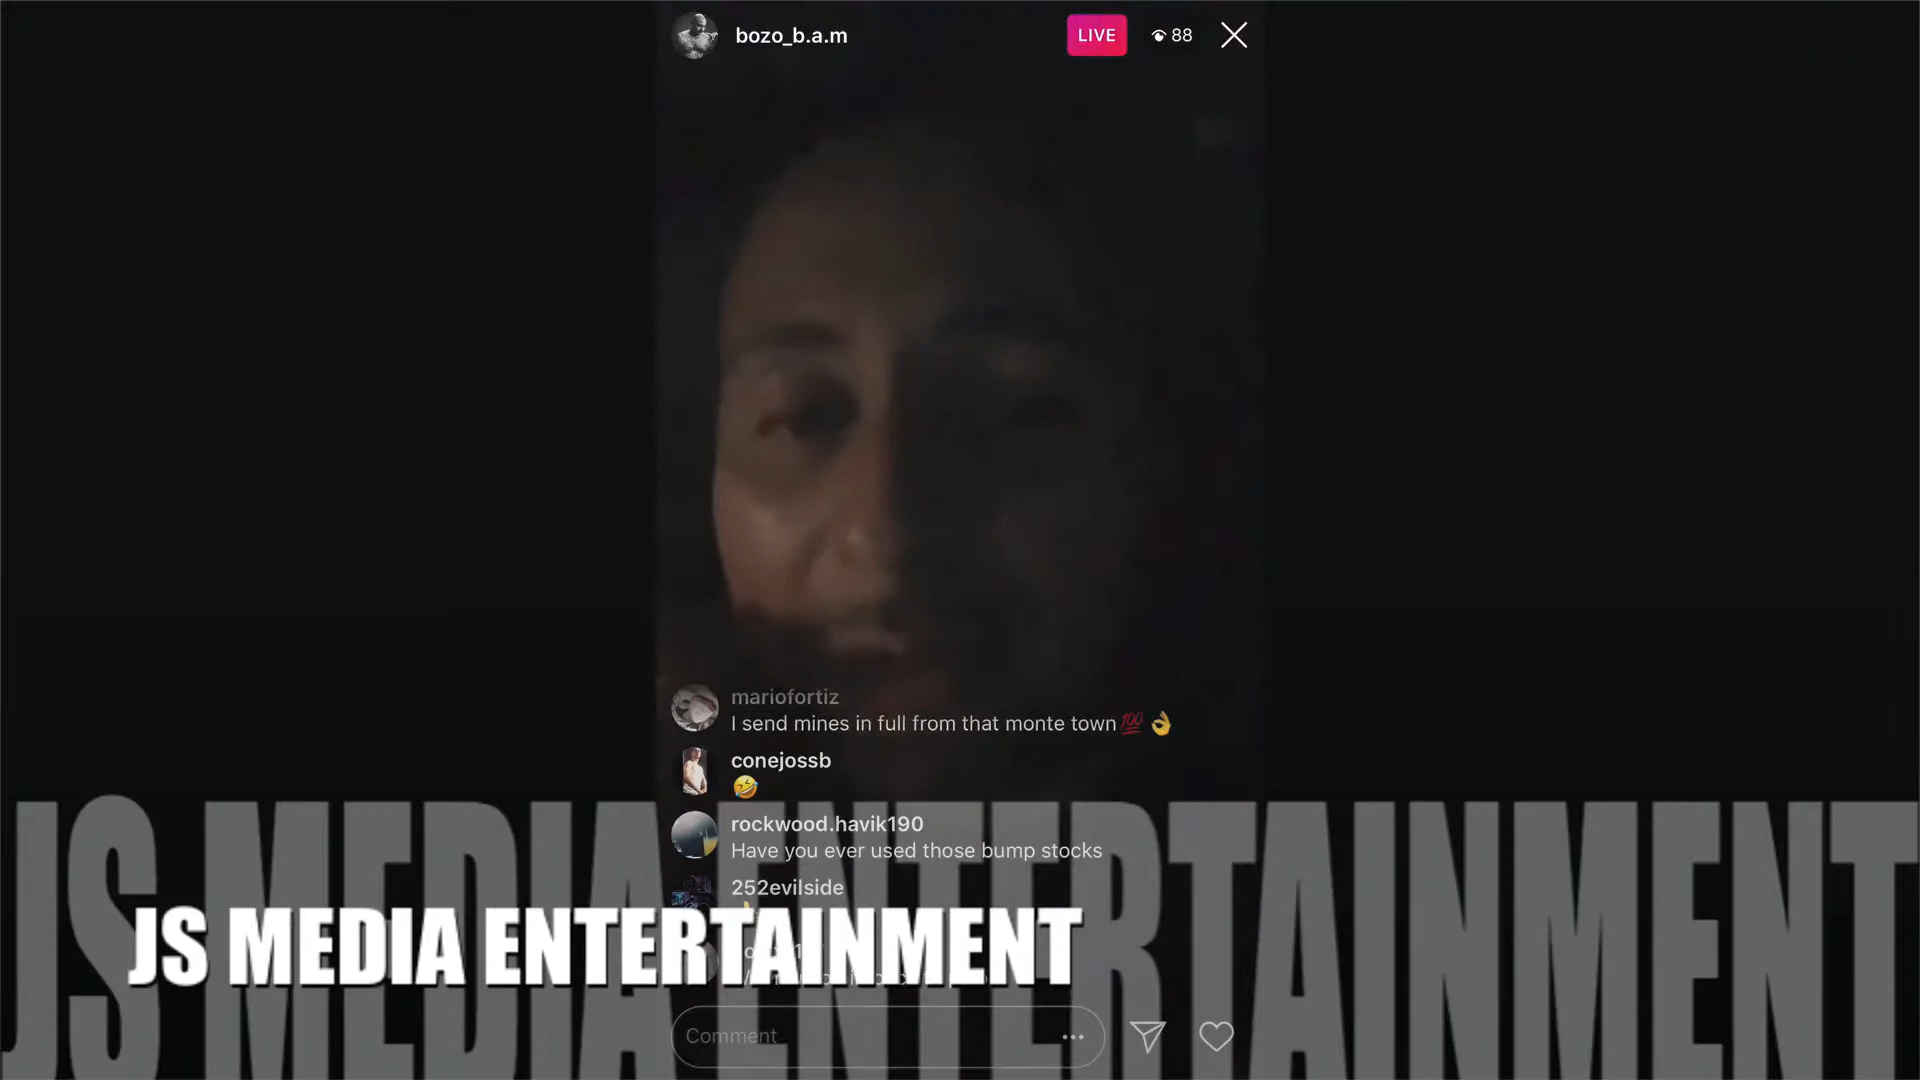 bozo_b.a.m
LIVE
88
mariofortiz
I send mines in full from that monte town💯 👌
conejossb
🤣
rockwood.havik190
Have you ever used those bump stocks
252evilside
JS MEDIA ENTERTAINMENT
JS MEDIA ENTERTAINMENT
Comment